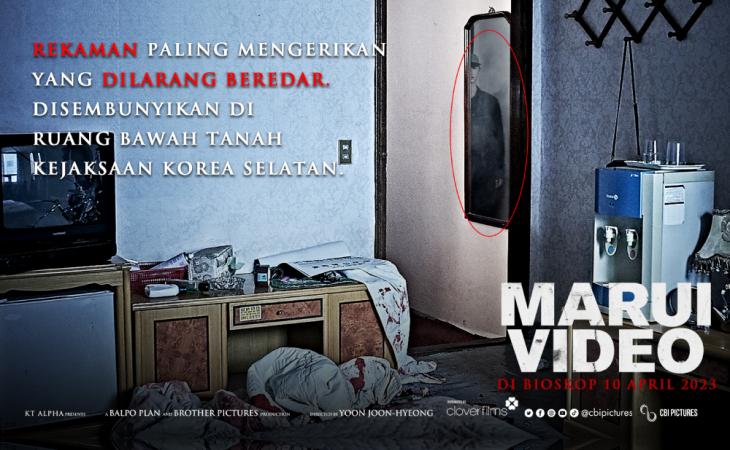 REKAMAN PALING MENGERIKAN
YANG DILARANG BEREDAR.
DISEMBUNYIKAN DI
RUANG BAWAH TANAH
KEJAKSAAN KOREA SELATAN.
MARUI
VIDEO
DI BIOSKOP 10 APRIL 2023
KT ALPHA PRESENTS A BALPO PLAN AND BROTHER PICTURES PRODUCTION DIRECTED BY YOON JOON-HYEONG
cloverfilms
@cbipictures
CBI PICTURES